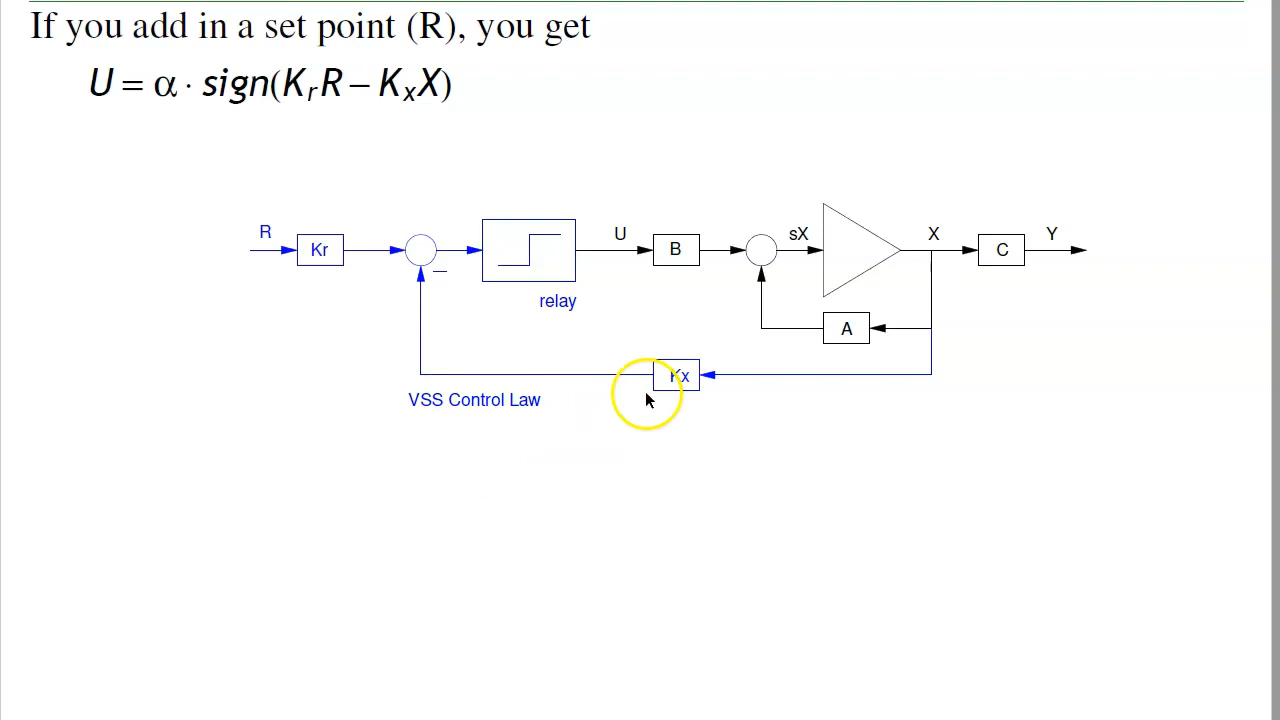 If you add in a set point (R), you get
U = α · sign(KrR − KxX)
R
Kr
U
B
sX
X
C
Y
relay
A
Kx
VSS Control Law